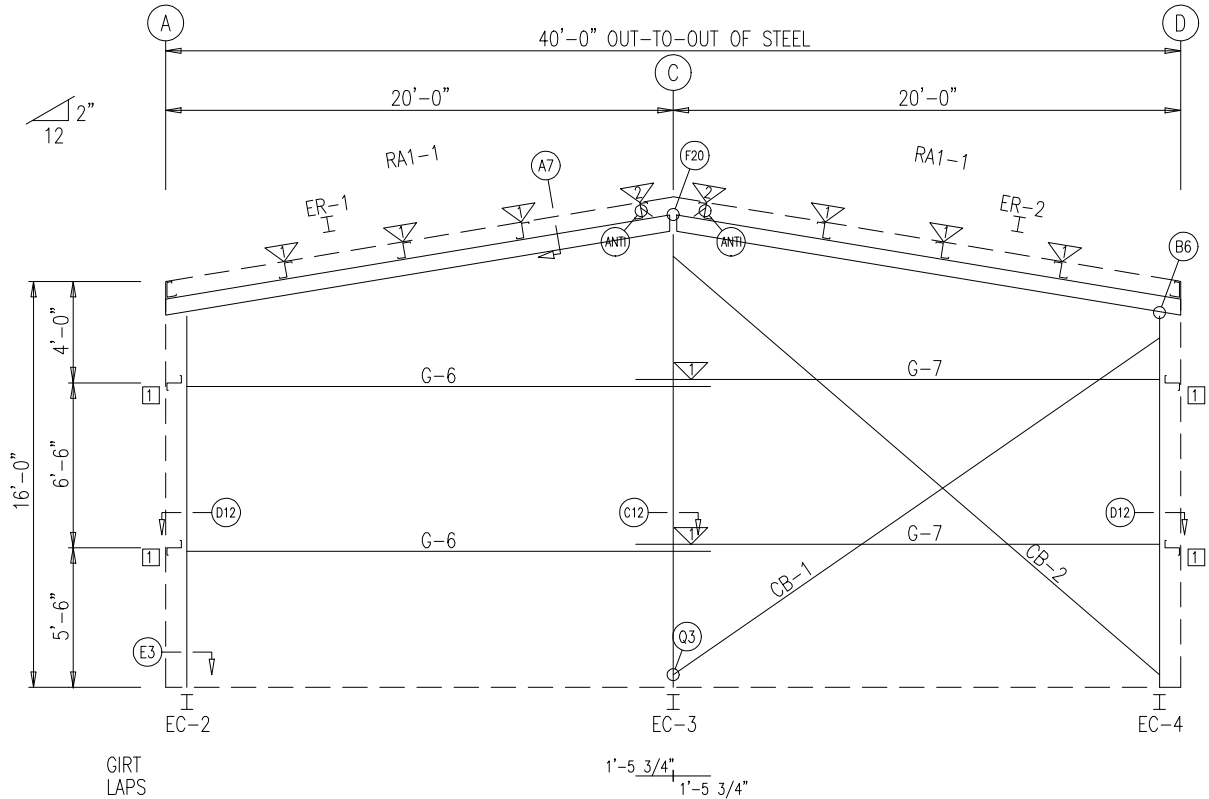 A
D
40'-0" OUT-TO-OUT OF STEEL
C
20'-0"
20'-0"
2"
12
RA1-1
RA1-1
A7
F20
ER-1
ER-2
1
1
1
2
2
1
1
1
ANTI
ANTI
B6
4'-0"
G-6
1
G-7
1
1
6'-6"
16'-0"
D12
C12
D12
G-6
1
G-7
1
1
CB-1
CB-2
5'-6"
E3
Q3
EC-2
EC-3
EC-4
GIRT
LAPS
1'-5 3/4"
1'-5 3/4"